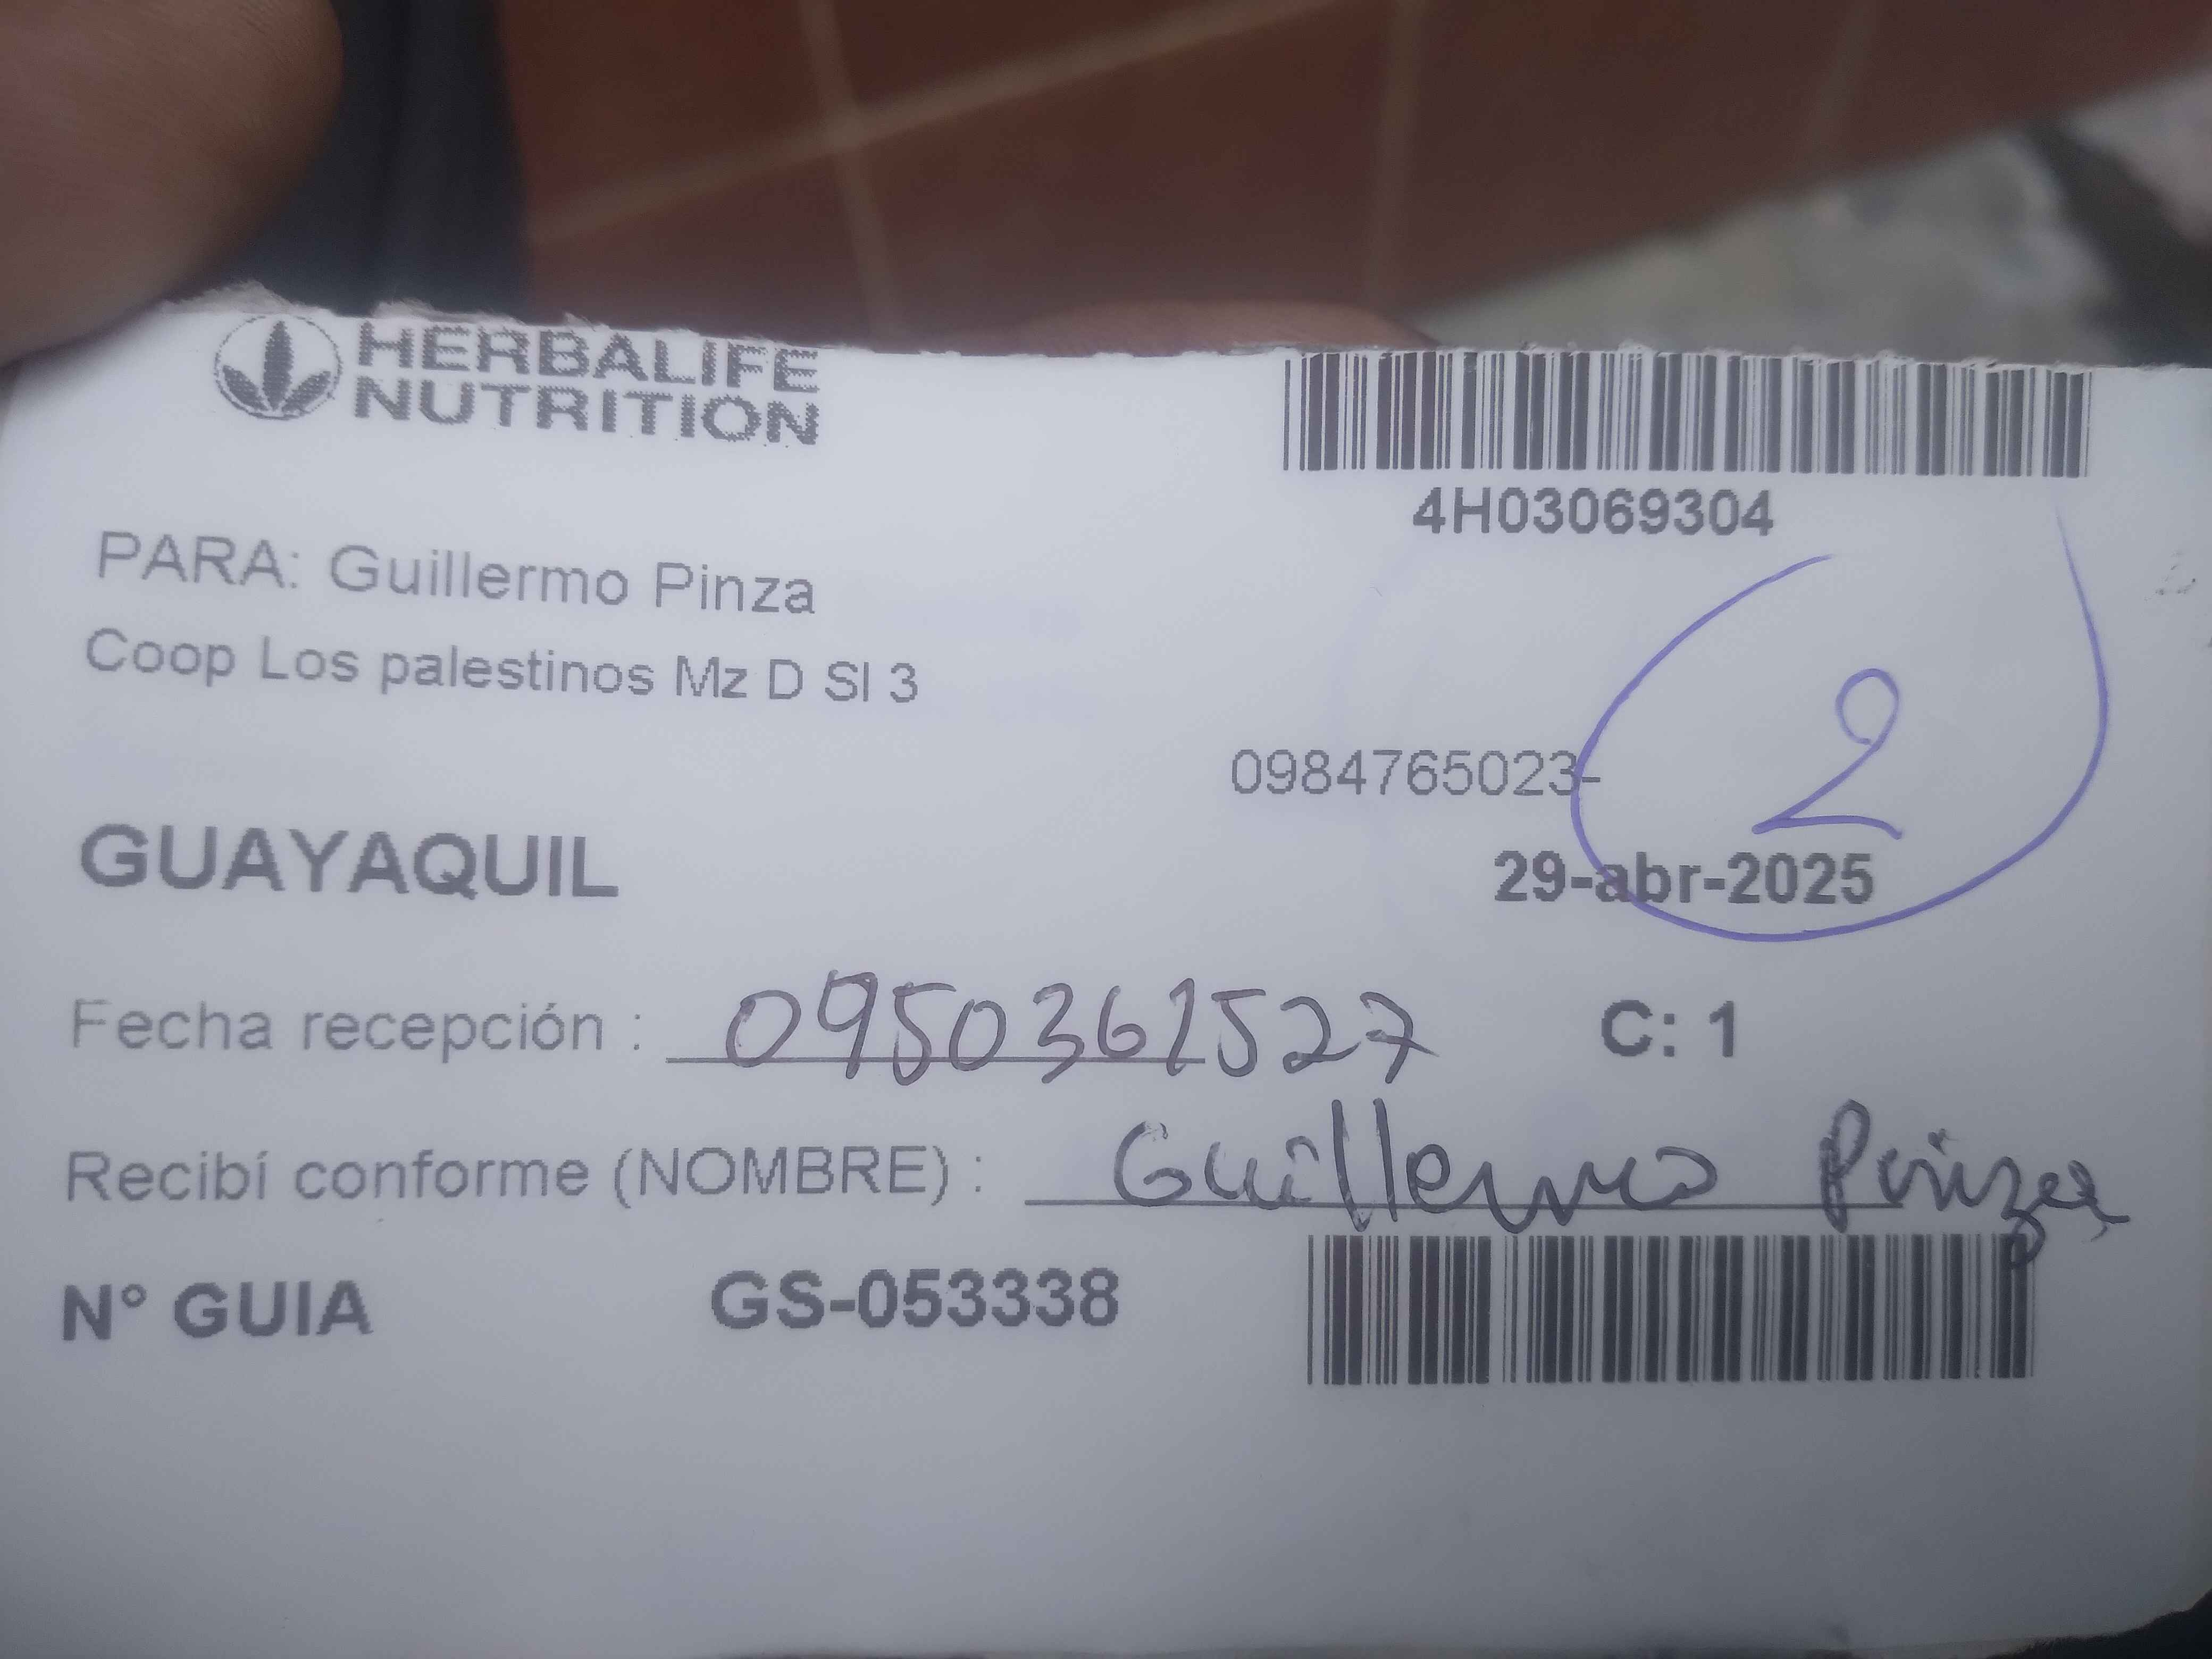 HERBALIFE
NUTRITION
4H03069304
PARA: Guillermo Pinza
Coop Los palestinos Mz D Sl 3
2
0984765023-
GUAYAQUIL
29-abr-2025
Fecha recepción : 0950361527
C: 1
Recibí conforme (NOMBRE) : Guillermo Pinza
N° GUIA GS-053338